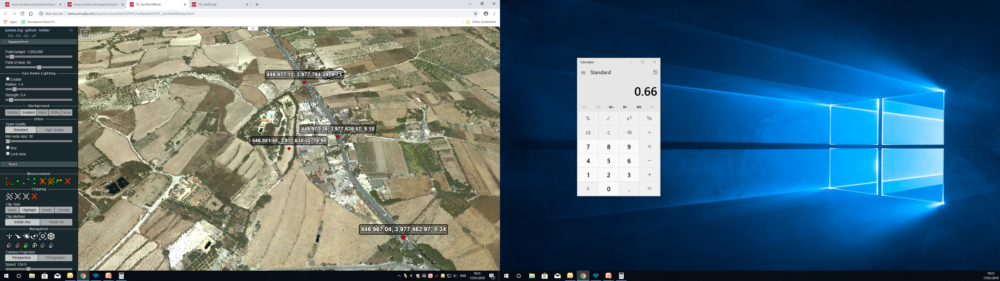 www.um.edu.mt/projects/cloudis
www.um.edu.mt/projects/cloudis
55_SanPawlilBahar
16_HadDingli
Not secure | www.um.edu.mt/projects/cloudisle/DATA1/webpublish/55_SanPawlilBahar.html
Apps
Newsbook News Por
Other bookmarks
potree.org - github - twitter
1.6
EN - FR - DE - JP
Appearance
Point budget: 1,000,000
Field of view: 60
Eye-Dome-Lighting
Enable
Radius: 1.4
Strength: 0.4
Background
Skybox Gradient Black White None
Other
Splat Quality
Standard High Quality
Min node size: 30
Box
Lock view
Tools
Measurement
Clipping
Clip Task
None Highlight Inside Outside
Clip Method
Inside Any Inside All
Navigation
Camera Projection
Perspective Orthographic
Speed: 134.9
446,977.12, 3,977,794.39, 9.71
446,970.36, 3,977,636.57, 9.18
446,881.48, 3,977,638.30, 16.94
446,967.04, 3,977,462.97, 8.34
ENG
10:23
17/01/2019
1
Calculator
Standard
0.66
MC MR M+ M- MS M˅
% √ x² ¹/x
CE C ÷
7 8 9 ×
4 5 6 −
1 2 3 +
± 0 . =
10:23
17/01/2019